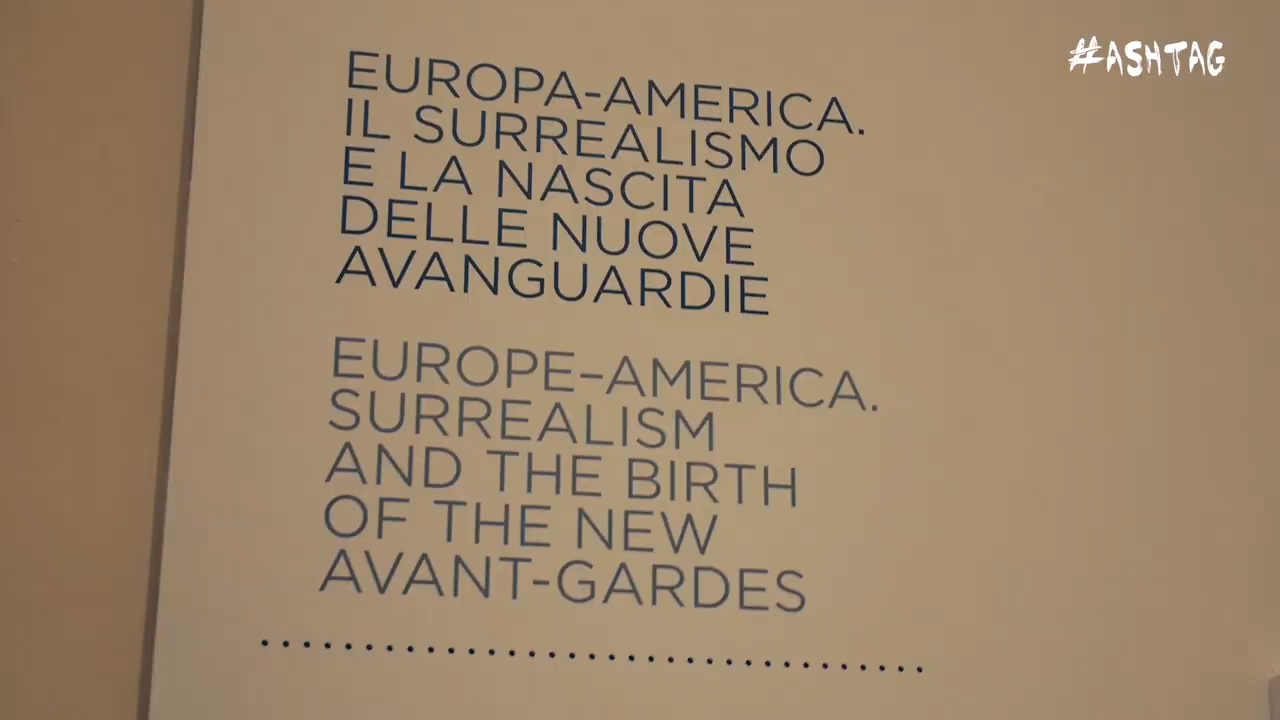 #ASHTAG
EUROPA-AMERICA.
IL SURREALISMO
E LA NASCITA
DELLE NUOVE
AVANGUARDIE
EUROPE–AMERICA.
SURREALISM
AND THE BIRTH
OF THE NEW
AVANT-GARDES